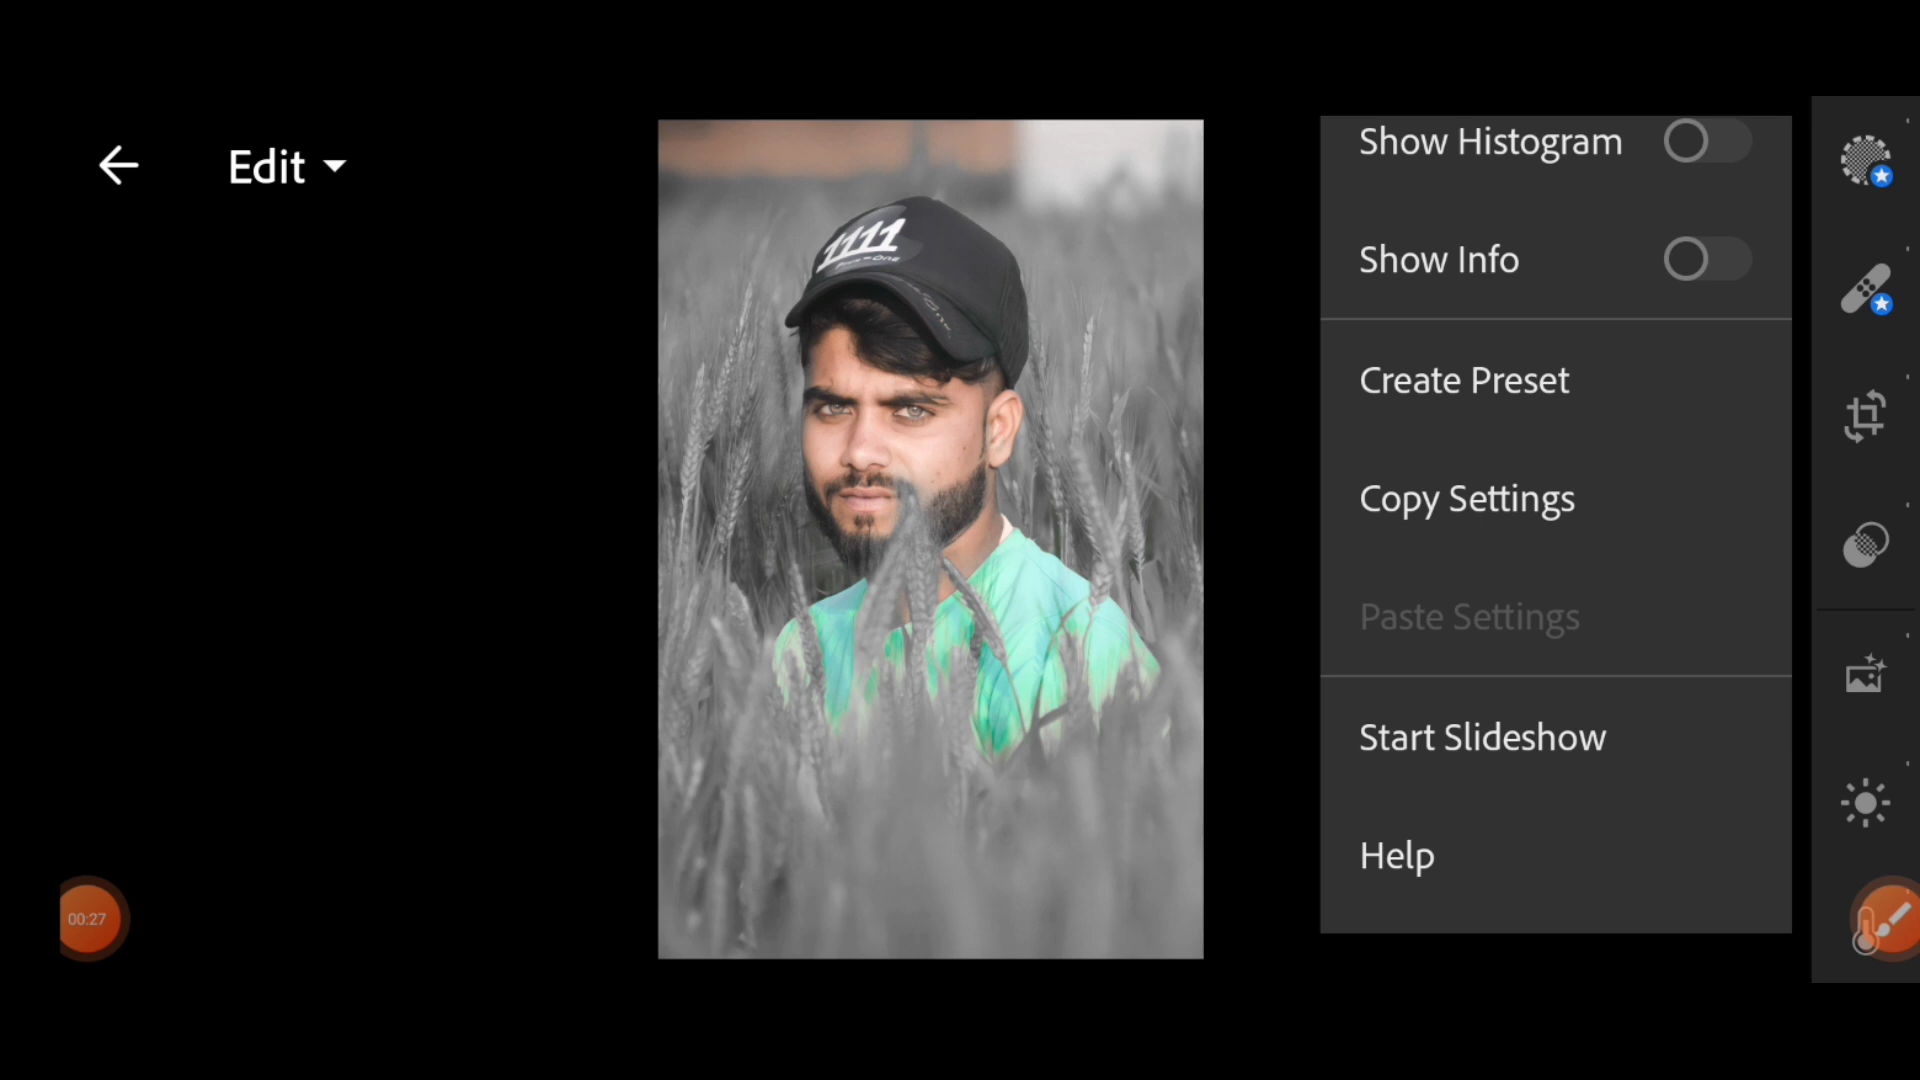 Edit
Show Histogram
Show Info
Create Preset
Copy Settings
Paste Settings
Start Slideshow
Help
1111
00:27